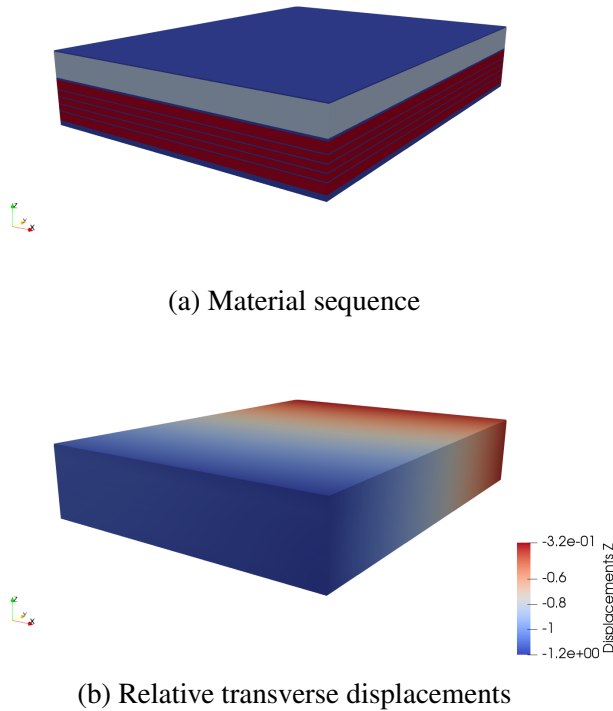 Z
Y
X
(a) Material sequence
-3.2e-01
-0.6
-0.8
-1
-1.2e+00
Displacements Z
Z
Y
X
(b) Relative transverse displacements